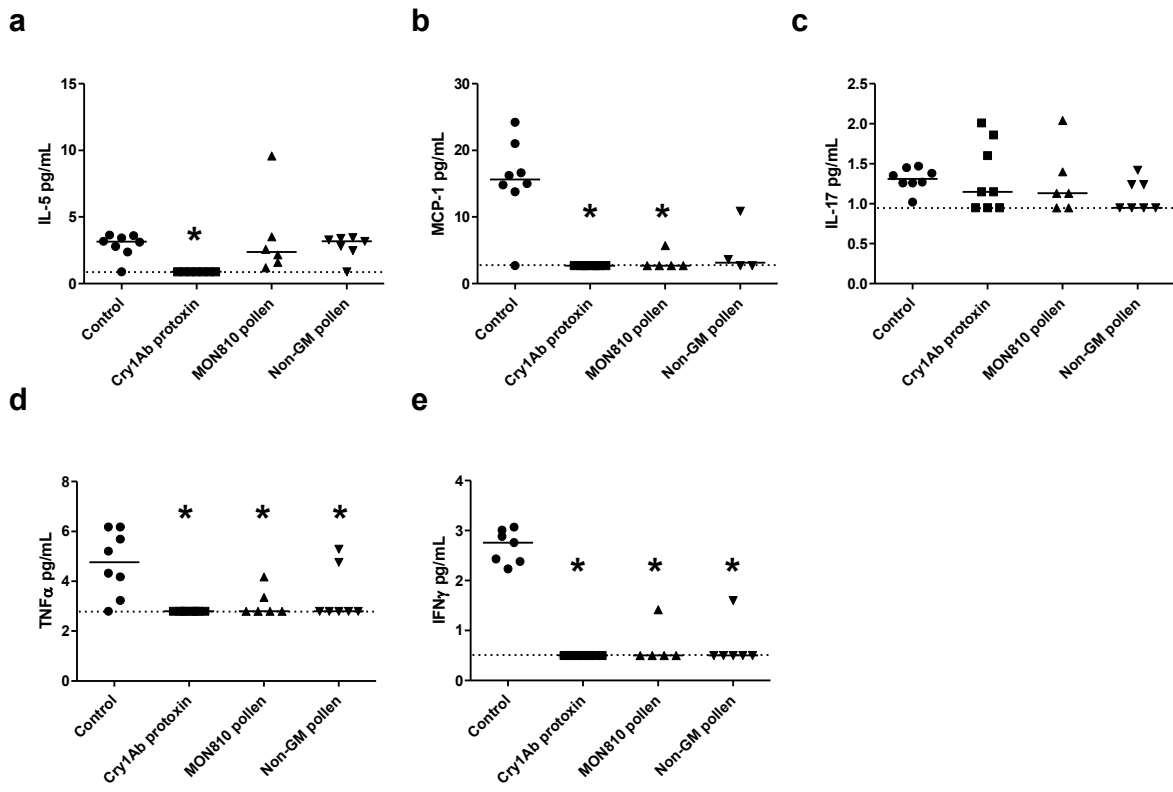 a
IL-5 pg/mL
15
10
5
0
Control
Cry1Ab protoxin
MON810 pollen
Non-GM pollen
*
b
MCP-1 pg/mL
30
20
10
0
Control
Cry1Ab protoxin
MON810 pollen
Non-GM pollen
*
*
c
IL-17 pg/mL
2.5
2.0
1.5
1.0
0.5
0.0
Control
Cry1Ab protoxin
MON810 pollen
Non-GM pollen
d
TNFα pg/mL
8
6
4
2
0
Control
Cry1Ab protoxin
MON810 pollen
Non-GM pollen
*
*
*
e
IFNγ pg/mL
4
3
2
1
0
Control
Cry1Ab protoxin
MON810 pollen
Non-GM pollen
*
*
*